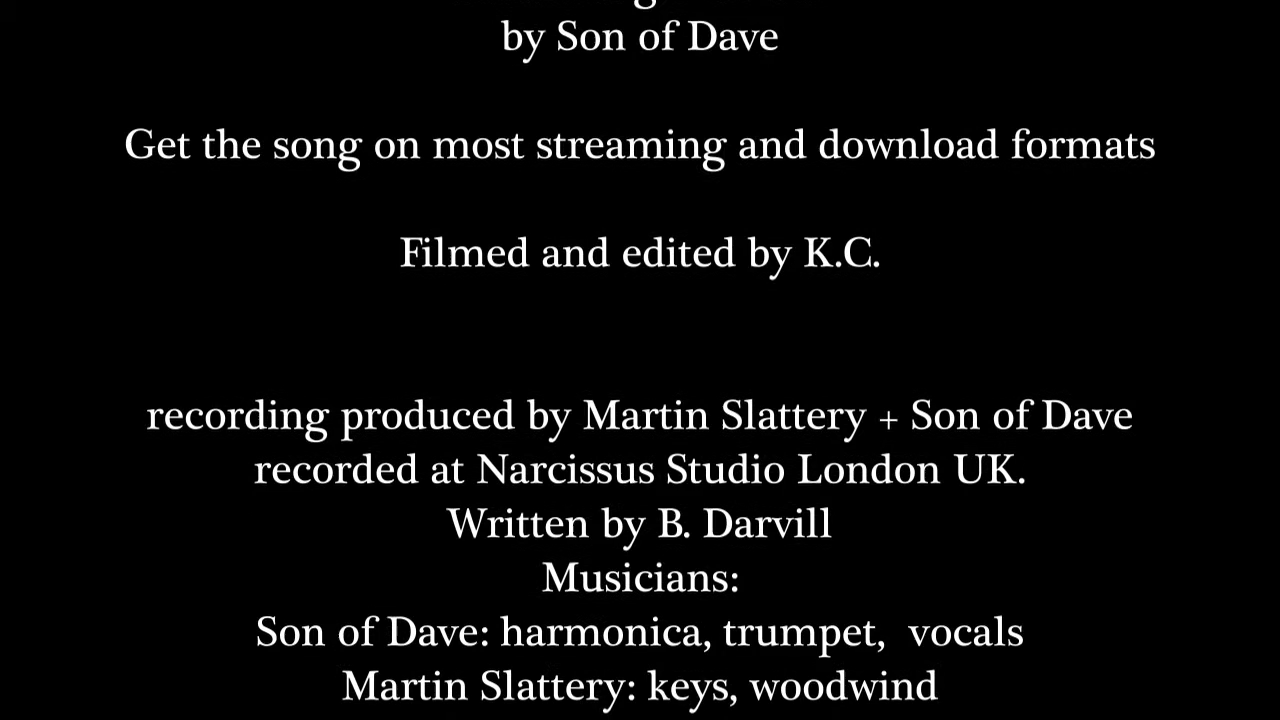 by Son of Dave
Get the song on most streaming and download formats
Filmed and edited by K.C.
recording produced by Martin Slattery + Son of Dave
recorded at Narcissus Studio London UK.
Written by B. Darvill
Musicians:
Son of Dave: harmonica, trumpet,  vocals
Martin Slattery: keys, woodwind